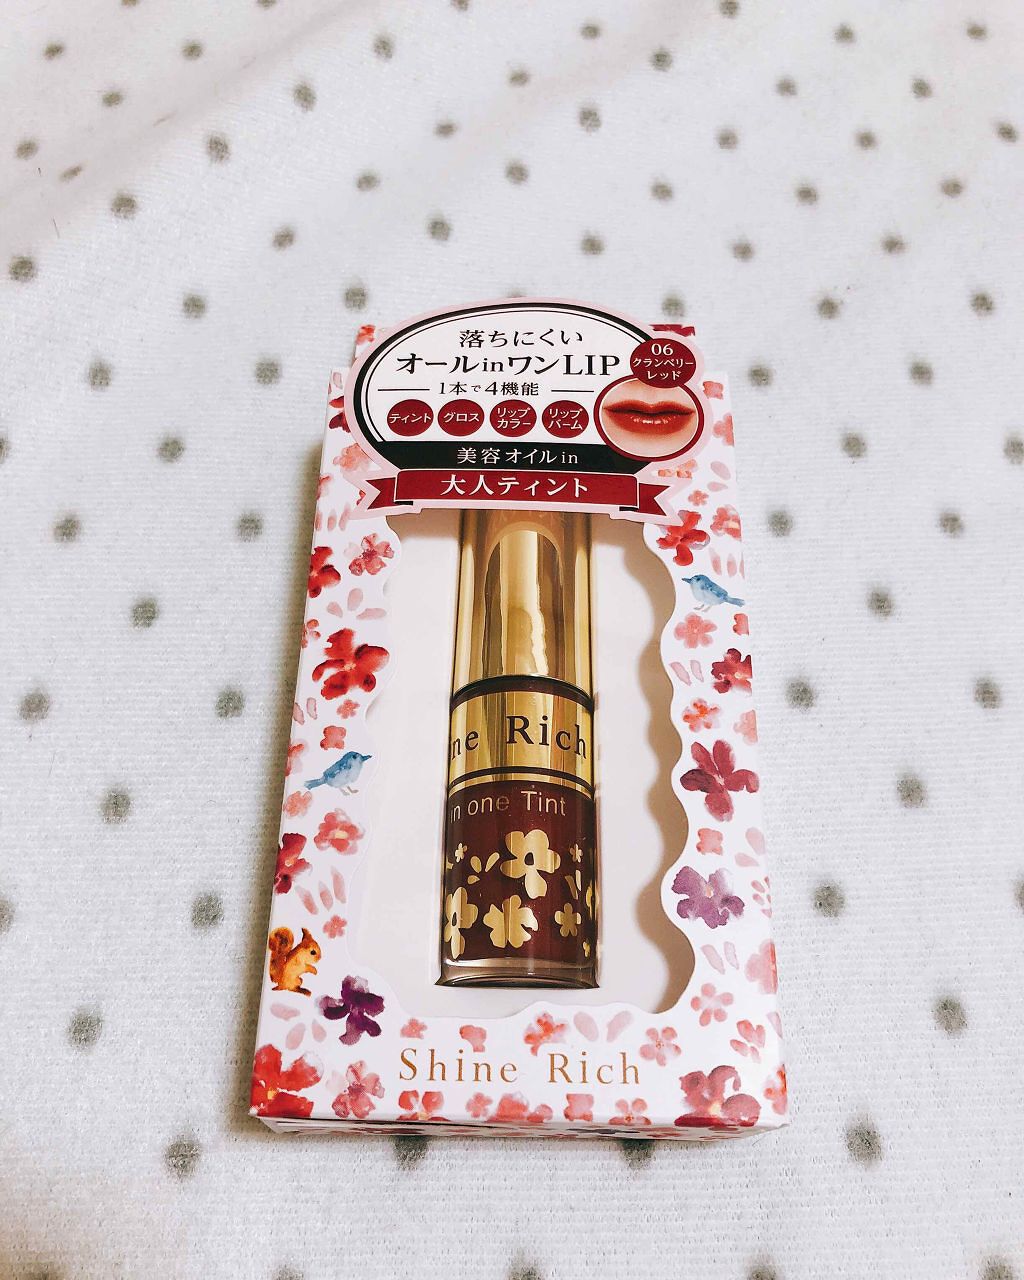 落ちにくい
オールinワンLIP
1本で4機能
ティント
グロス
リップ
カラー
リップ
バーム
06
クランベリー
レッド
美容オイルin
大人ティント
ne Rich
in one Tint
Shine Rich